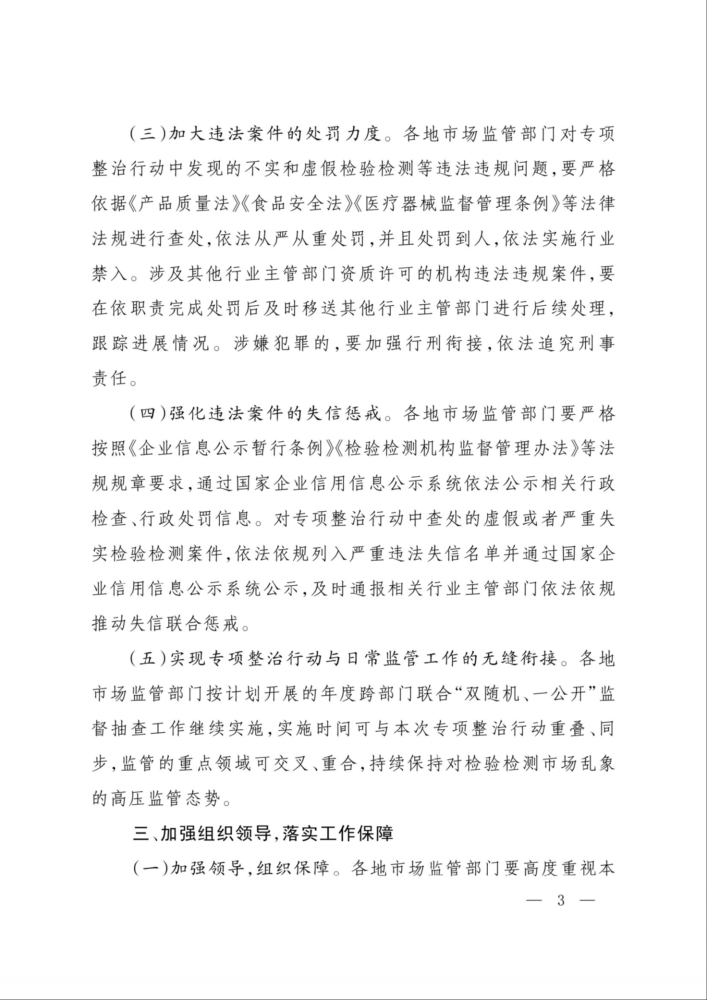 (三)加大违法案件的处罚力度。各地市场监管部门对专项
整治行动中发现的不实和虚假检验检测等违法违规问题,要严格
依据《产品质量法》《食品安全法》《医疗器械监督管理条例》等法律
法规进行查处,依法从严从重处罚,并且处罚到人,依法实施行业
禁入。涉及其他行业主管部门资质许可的机构违法违规案件,要
在依职责完成处罚后及时移送其他行业主管部门进行后续处理,
跟踪进展情况。涉嫌犯罪的,要加强行刑衔接,依法追究刑事
责任。
(四)强化违法案件的失信惩戒。各地市场监管部门要严格
按照《企业信息公示暂行条例》《检验检测机构监督管理办法》等法
规规章要求,通过国家企业信用信息公示系统依法公示相关行政
检查、行政处罚信息。对专项整治行动中查处的虚假或者严重失
实检验检测案件,依法依规列入严重违法失信名单并通过国家企
业信用信息公示系统公示,及时通报相关行业主管部门依法依规
推动失信联合惩戒。
(五)实现专项整治行动与日常监管工作的无缝衔接。各地
市场监管部门按计划开展的年度跨部门联合“双随机、一公开”监
督抽查工作继续实施,实施时间可与本次专项整治行动重叠、同
步,监管的重点领域可交叉、重合,持续保持对检验检测市场乱象
的高压监管态势。
三、加强组织领导,落实工作保障
(一)加强领导,组织保障。各地市场监管部门要高度重视本
— 3 —